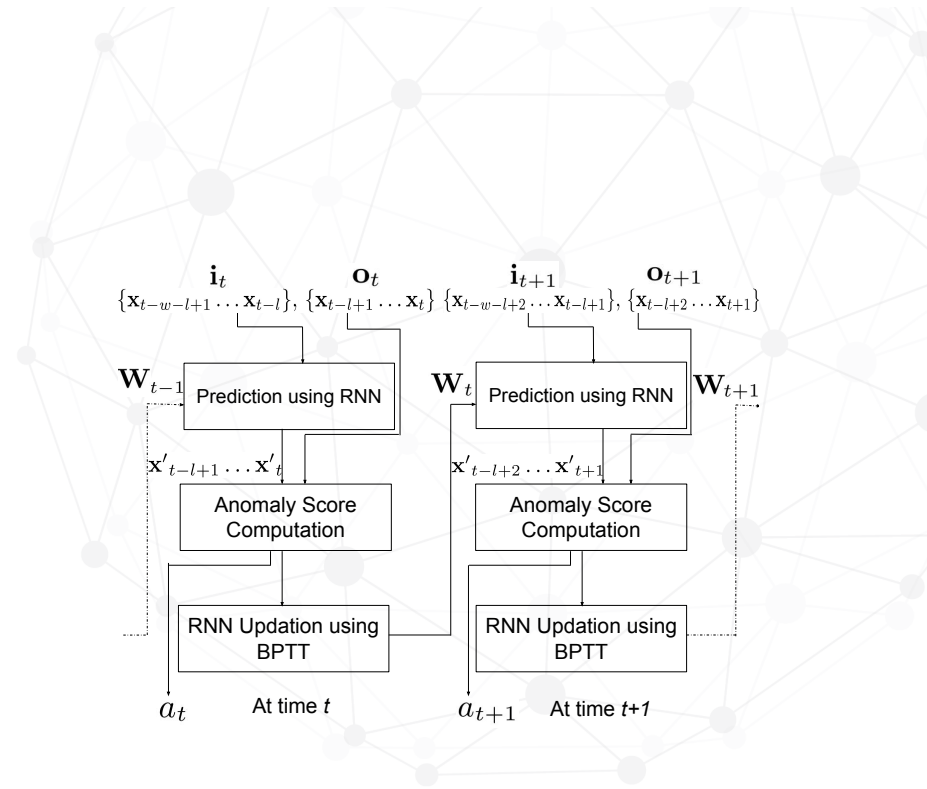 i_t o_t i_{t+1} o_{t+1}
{x_{t−w−l+1} … x_{t−l}}, {x_{t−l+1} … x_t} {x_{t−w−l+2} … x_{t−l+1}}, {x_{t−l+2} … x_{t+1}}
W_{t−1} Prediction using RNN W_t Prediction using RNN W_{t+1}
x′_{t−l+1} … x′_t x′_{t−l+2} … x′_{t+1}
Anomaly Score
Computation
Anomaly Score
Computation
RNN Updation using
BPTT
RNN Updation using
BPTT
a_t At time t a_{t+1} At time t+1